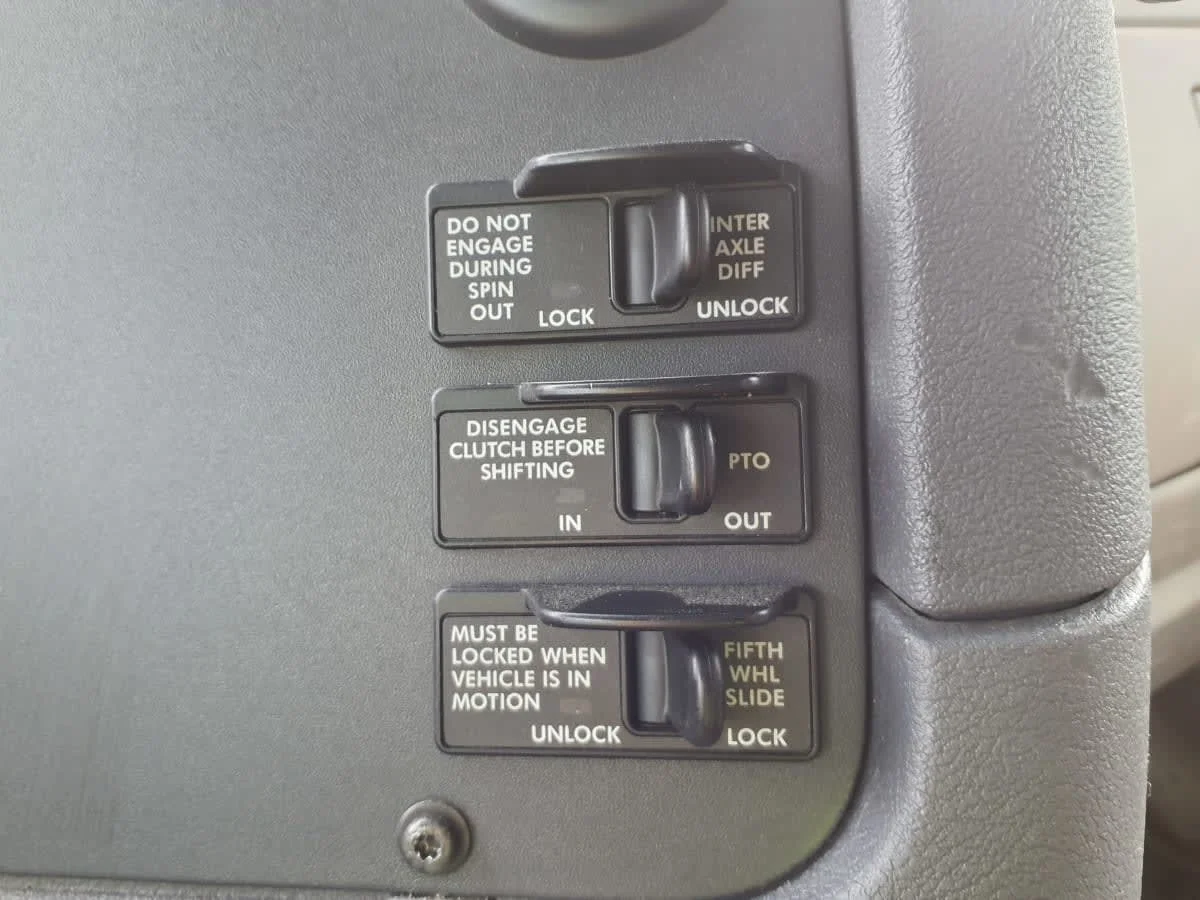 DO NOT
ENGAGE
DURING
SPIN
OUT
LOCK
INTER
AXLE
DIFF
UNLOCK
DISENGAGE
CLUTCH BEFORE
SHIFTING
IN
PTO
OUT
MUST BE
LOCKED WHEN
VEHICLE IS IN
MOTION
UNLOCK
FIFTH
WHL
SLIDE
LOCK